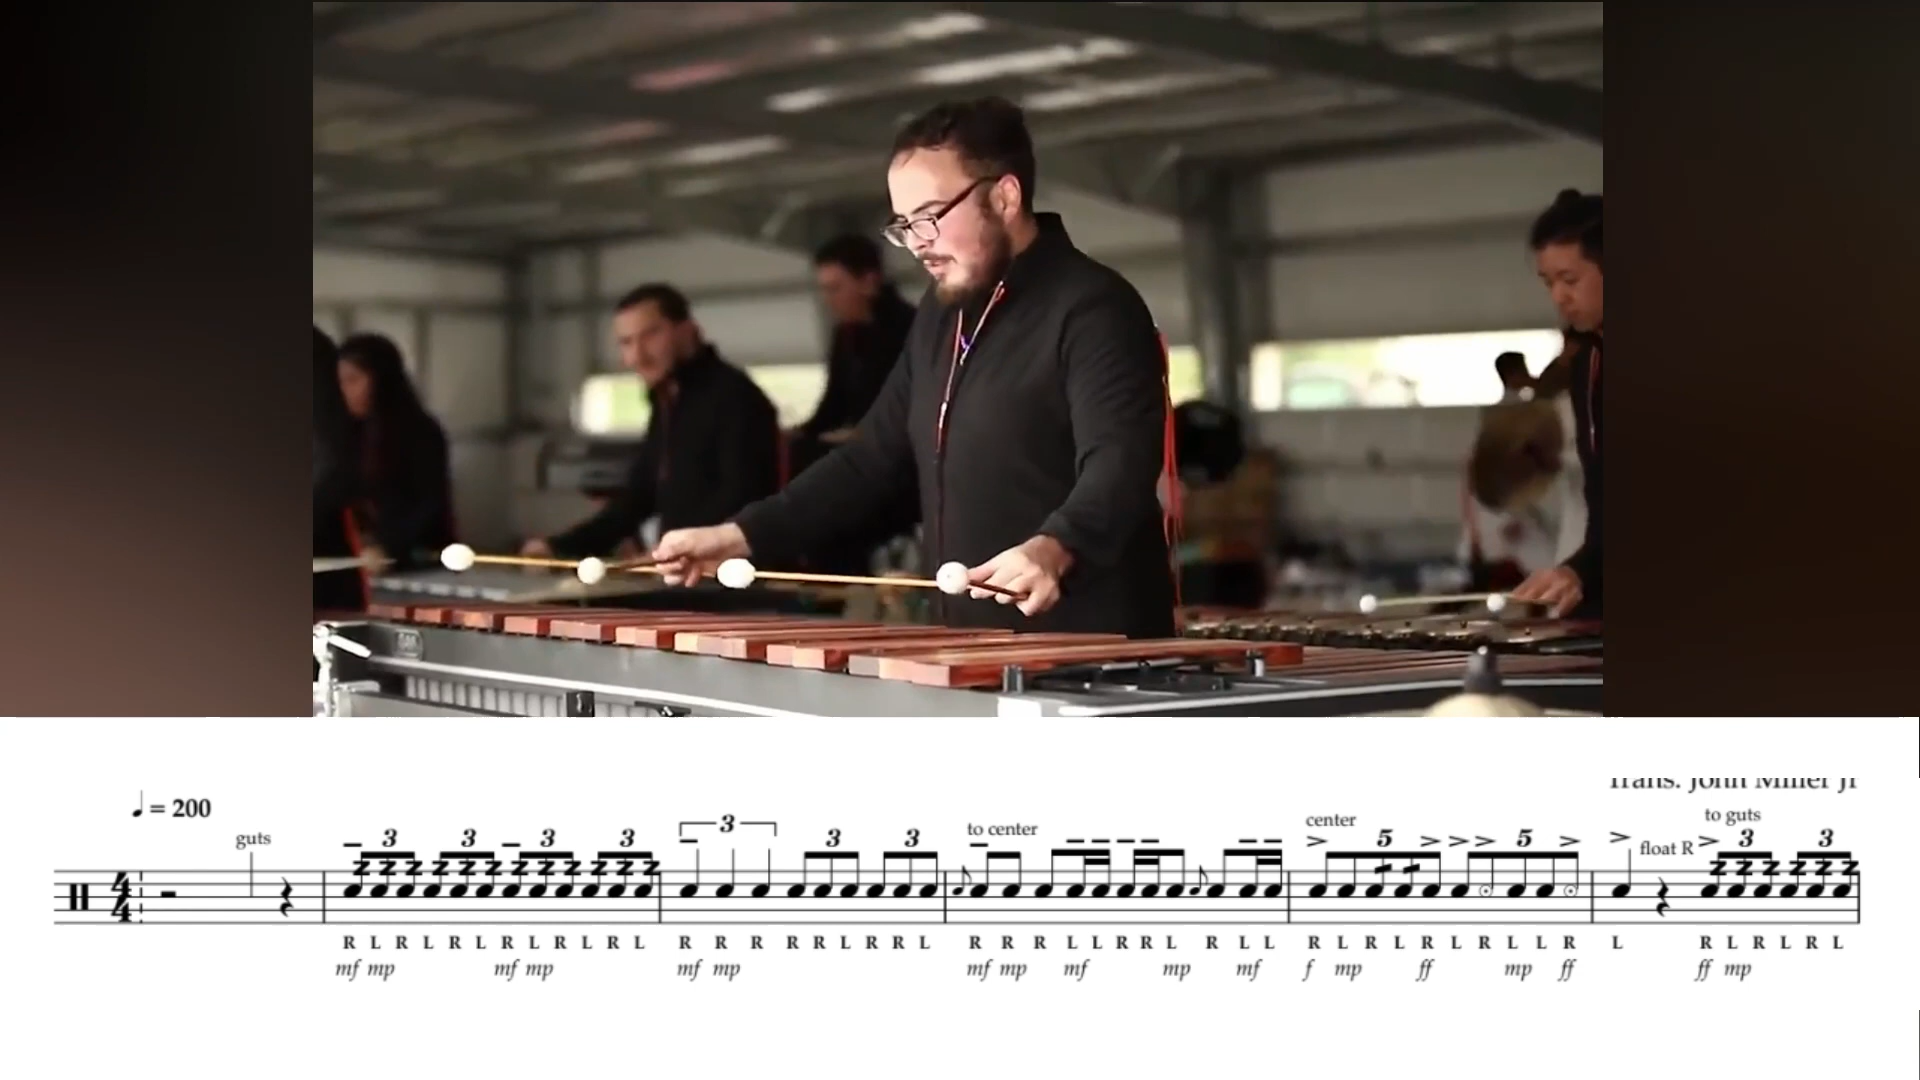 Trans. John Miller Jr
♩ = 200
guts
to center
center
float R
to guts
3 3 3 3 3 3 3 5 5 3 3
4
4
R L R L R L R L R L R L R R R R R L R R L R R R L L R R L R L L R L R L R L R L L R L R L R L R L
mf mp mf mp mf mp mf mp mf mp mf f mp ff mp ff ff mp